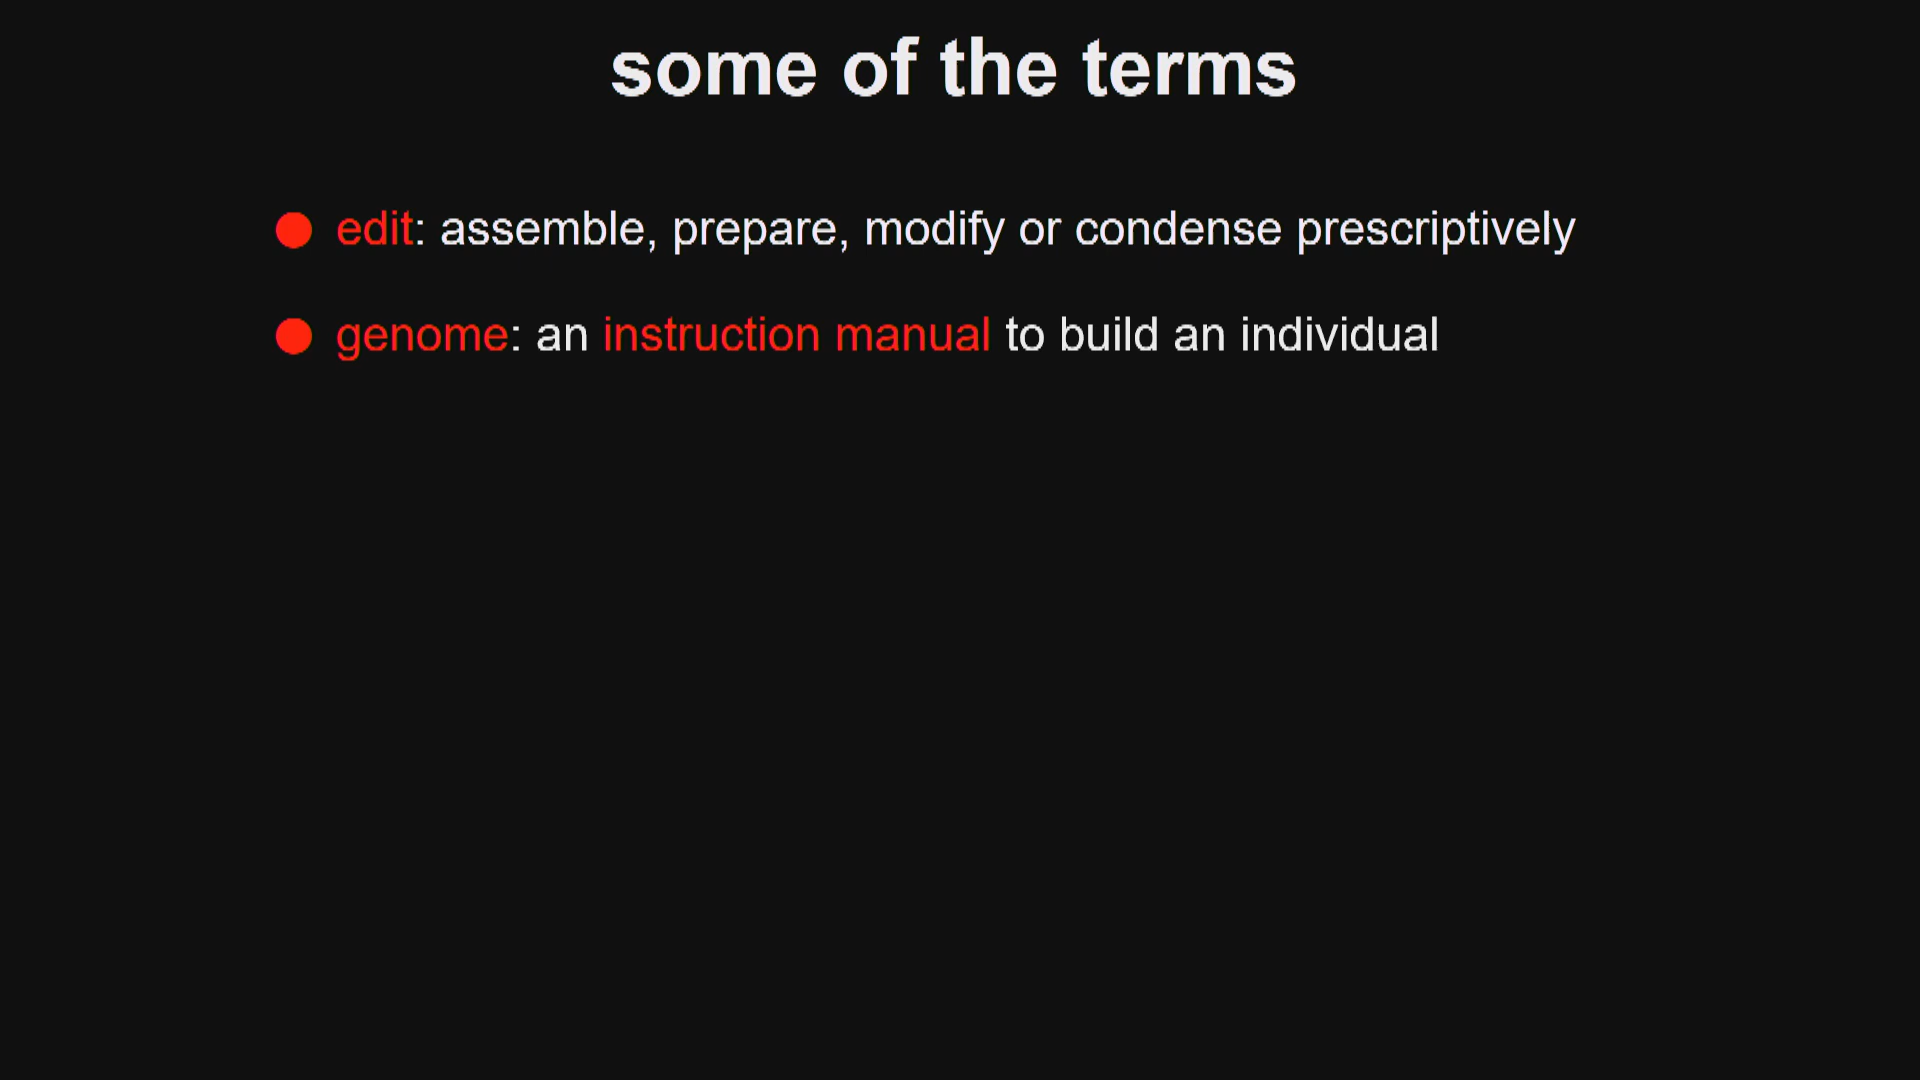 some of the terms
edit: assemble, prepare, modify or condense prescriptively
genome: an instruction manual to build an individual